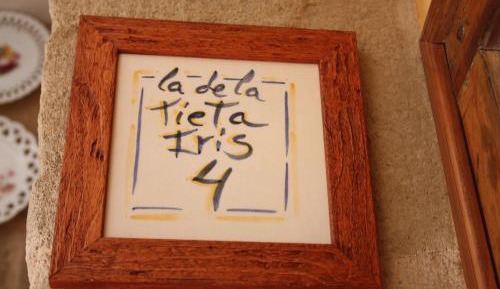 la de la
Tieta
Iris
4